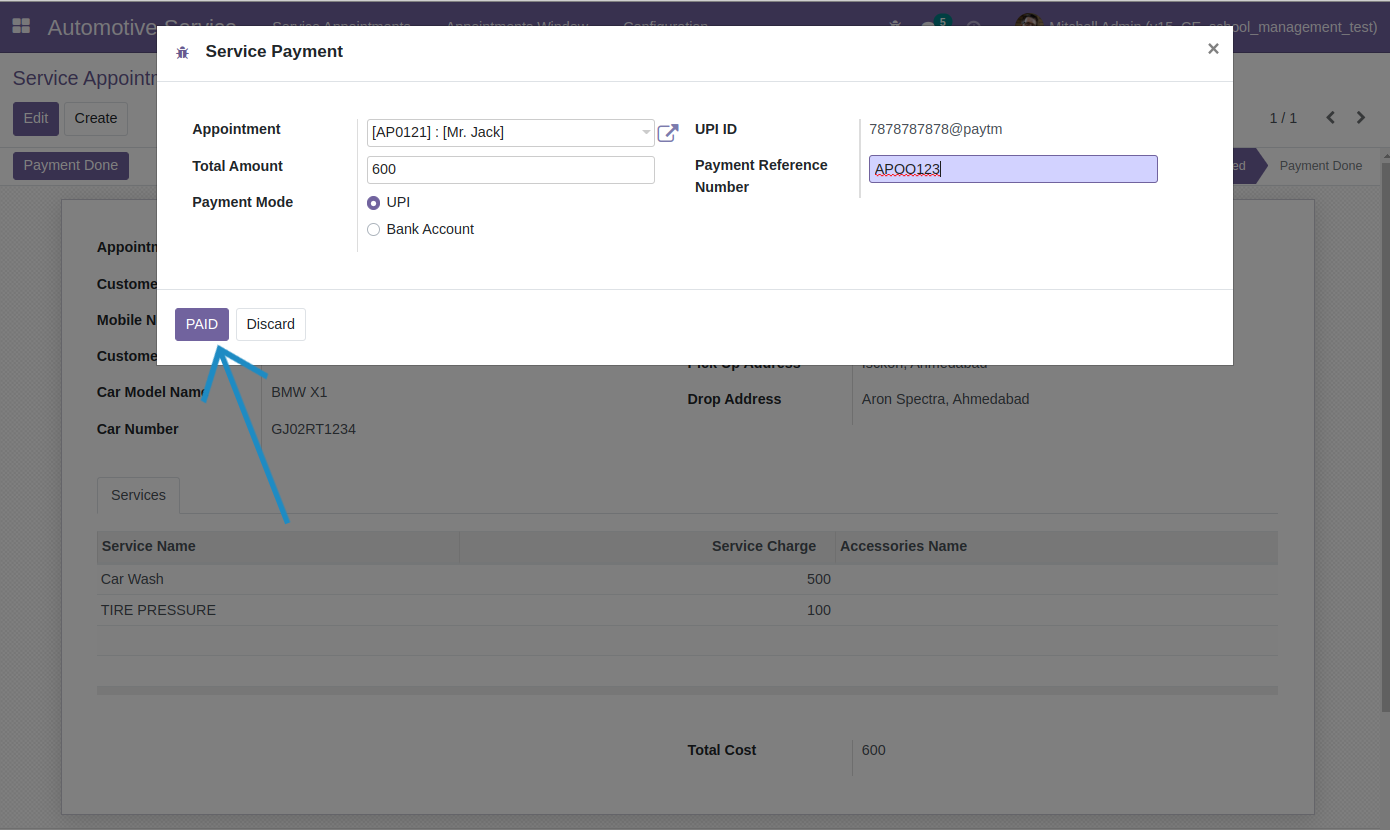 Automotive Service
Service Appointments Appointments Window Configuration
5
Mitchell Admin (v15_CE_school_management_test)
Service Payment
×
Service Appointm
Edit Create
1 / 1
Payment Done
ed
Payment Done
Appointment
[AP0121] : [Mr. Jack]
UPI ID
7878787878@paytm
Total Amount
600
Payment Reference
Number
APOO123
Payment Mode
UPI
Bank Account
PAID
Discard
Appointm
Custome
Mobile N
Custome
Pick Up Address
Isckon, Ahmedabad
Car Model Name
BMW X1
Drop Address
Aron Spectra, Ahmedabad
Car Number
GJ02RT1234
Services
Service Name Service Charge Accessories Name
Car Wash 500
TIRE PRESSURE 100
Total Cost 600